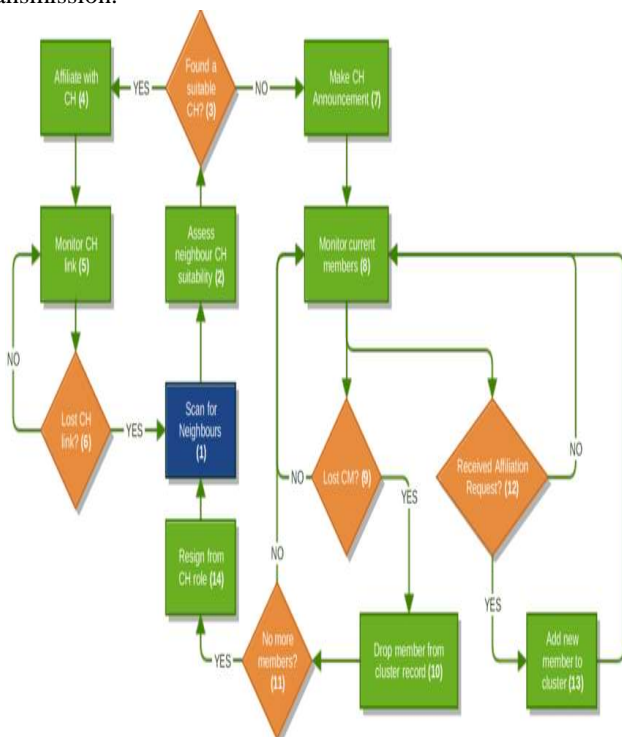 Affiliate with
CH (4)
YES
Found a
suitable
CH? (3)
NO
Make CH
Announcement (7)
Monitor CH
link (5)
Assess
neighbour CH
suitability (2)
Monitor current
members (8)
NO
Lost CH
link? (6)
YES
Scan for
Neighbours
(1)
NO
Lost CM? (9)
YES
Received Affiliation
Request? (12)
NO
Resign from
CH role (14)
NO
YES
No more
members?
(11)
YES
Drop member from
cluster record (10)
Add new
member to
cluster (13)